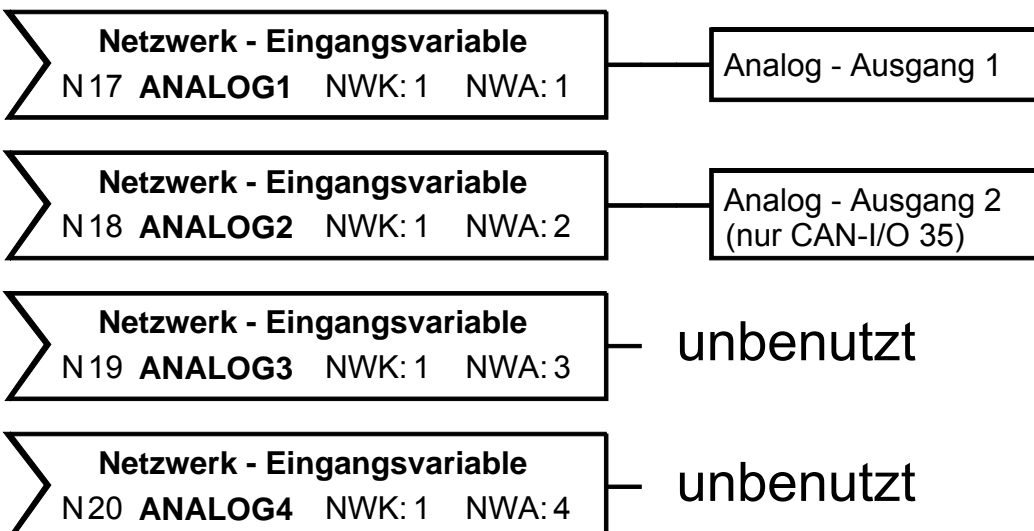 Netzwerk - Eingangsvariable
N17 ANALOG1 NWK: 1 NWA: 1
Analog - Ausgang 1
Netzwerk - Eingangsvariable
N18 ANALOG2 NWK: 1 NWA: 2
Analog - Ausgang 2
(nur CAN-I/O 35)
Netzwerk - Eingangsvariable
N19 ANALOG3 NWK: 1 NWA: 3
unbenutzt
Netzwerk - Eingangsvariable
N20 ANALOG4 NWK: 1 NWA: 4
unbenutzt